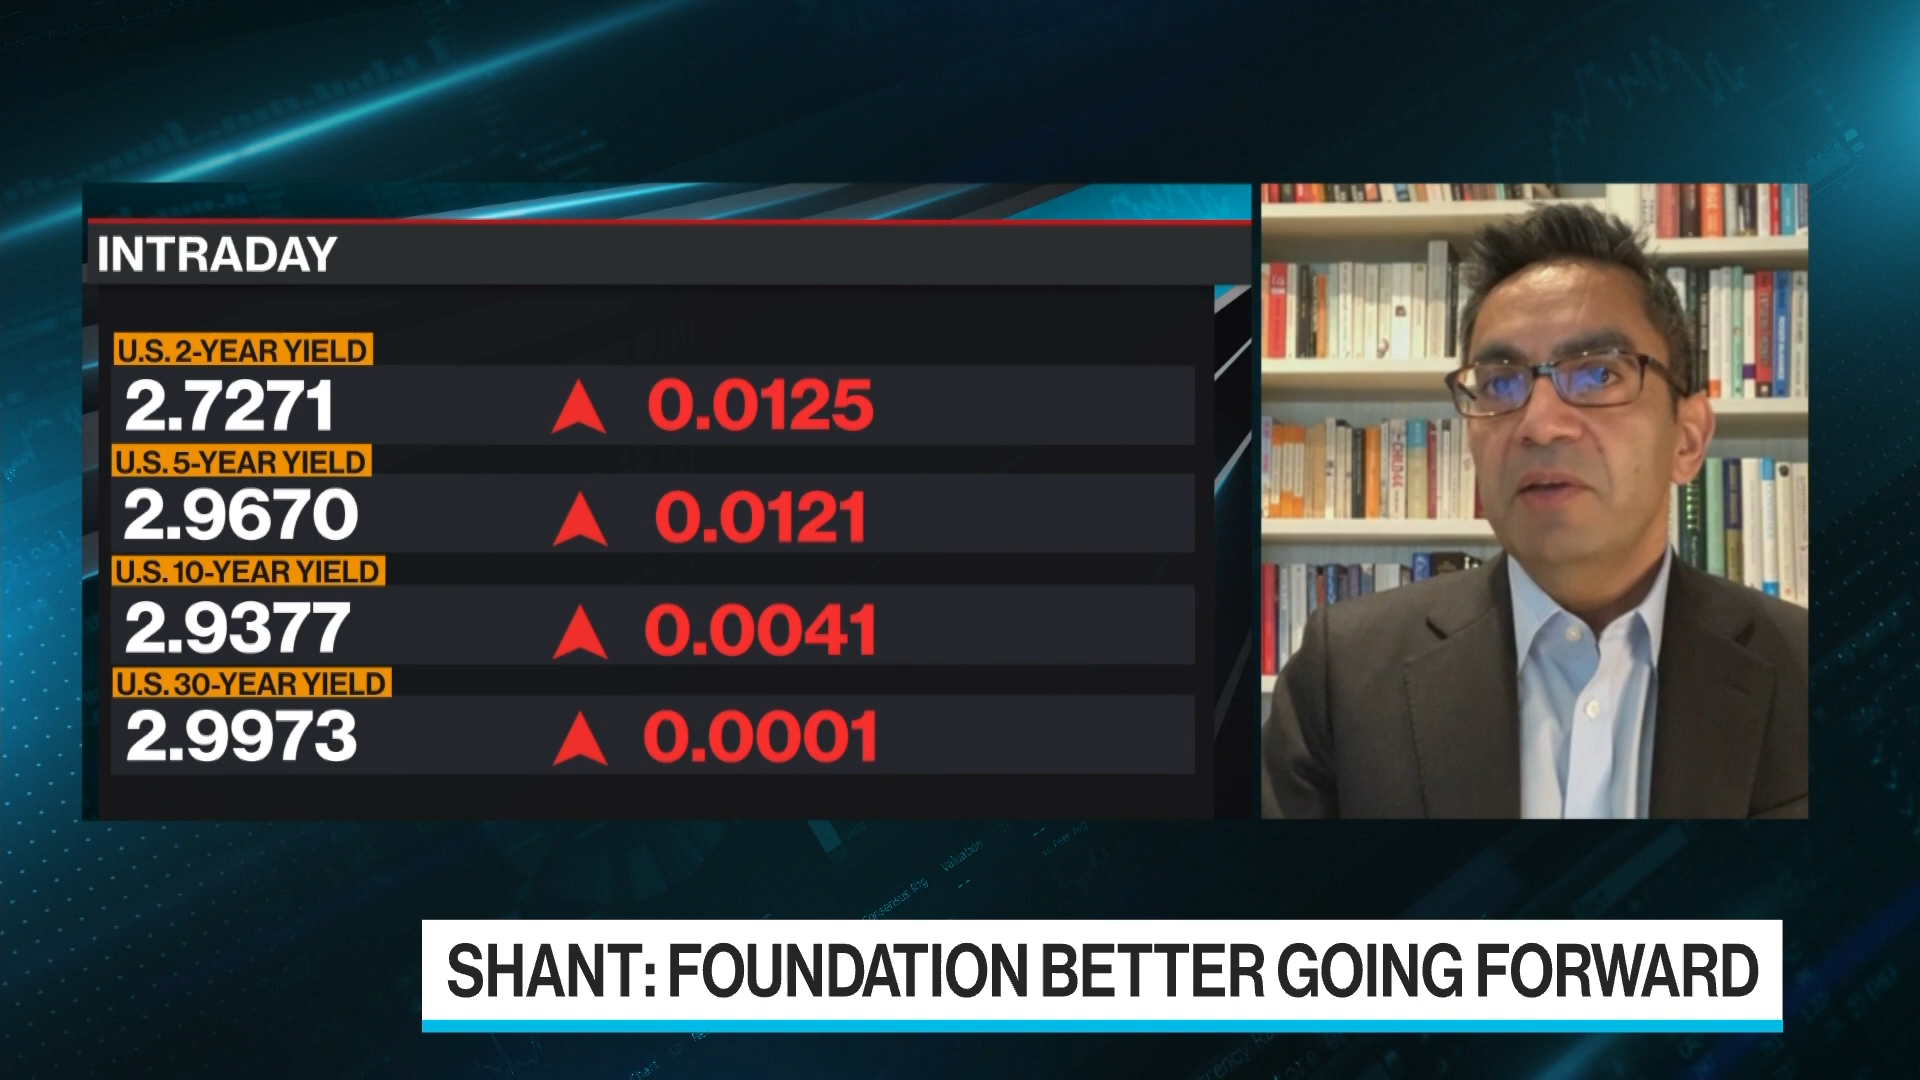 INTRADAY
U.S. 2-YEAR YIELD
2.7271 0.0125
U.S. 5-YEAR YIELD
2.9670 0.0121
U.S. 10-YEAR YIELD
2.9377 0.0041
U.S. 30-YEAR YIELD
2.9973 0.0001
Valuation
SHANT: FOUNDATION BETTER GOING FORWARD